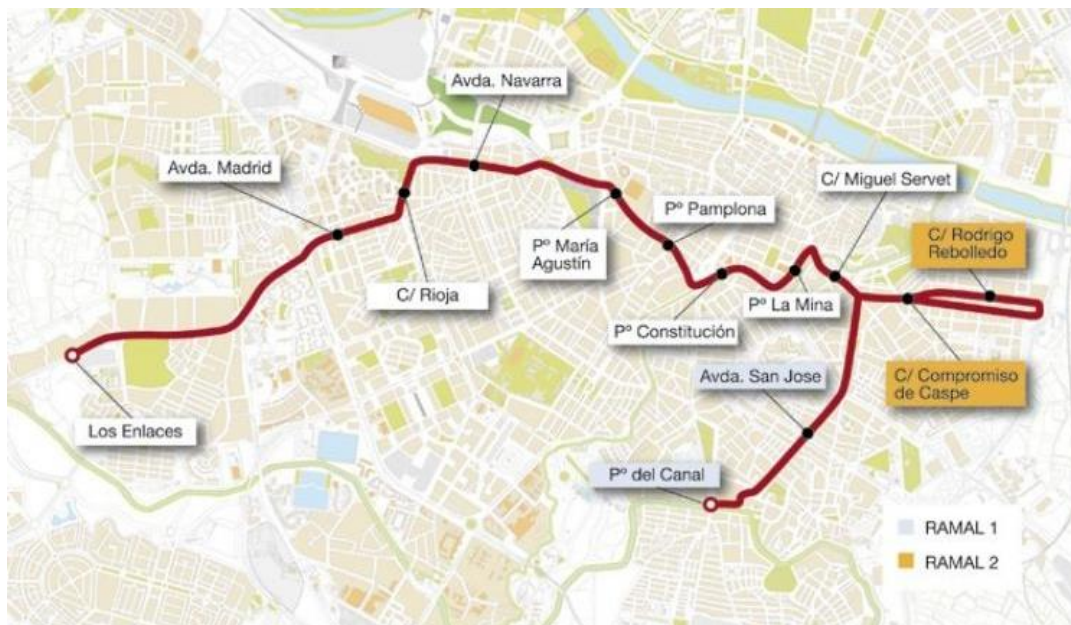 Avda. Navarra
Avda. Madrid
C/ Miguel Servet
Pº Pamplona
C/ Rodrigo
Rebolledo
Pº María
Agustín
C/ Rioja
Pº La Mina
Pº Constitución
Avda. San Jose
C/ Compromiso
de Caspe
Los Enlaces
Pº del Canal
RAMAL 1
RAMAL 2